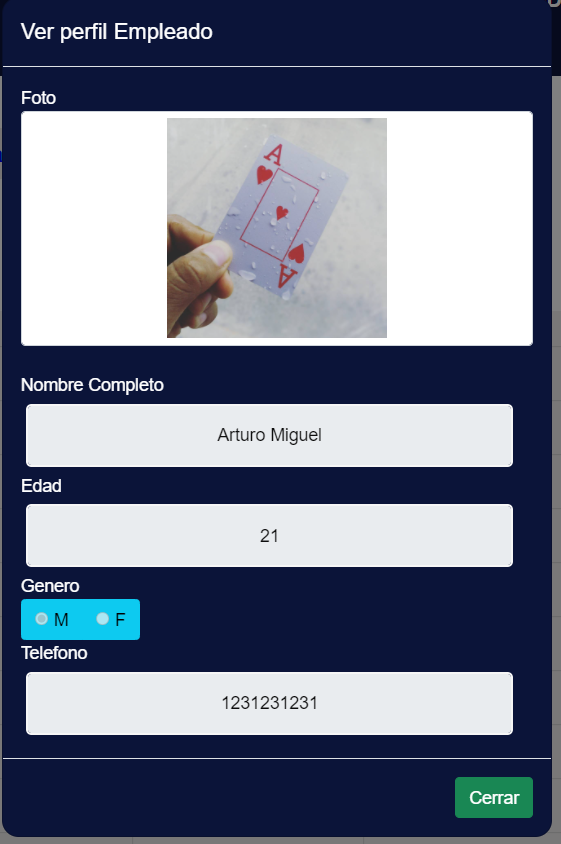 Ver perfil Empleado
Foto
A
A
Nombre Completo
Arturo Miguel
Edad
21
Genero
M F
Telefono
1231231231
Cerrar